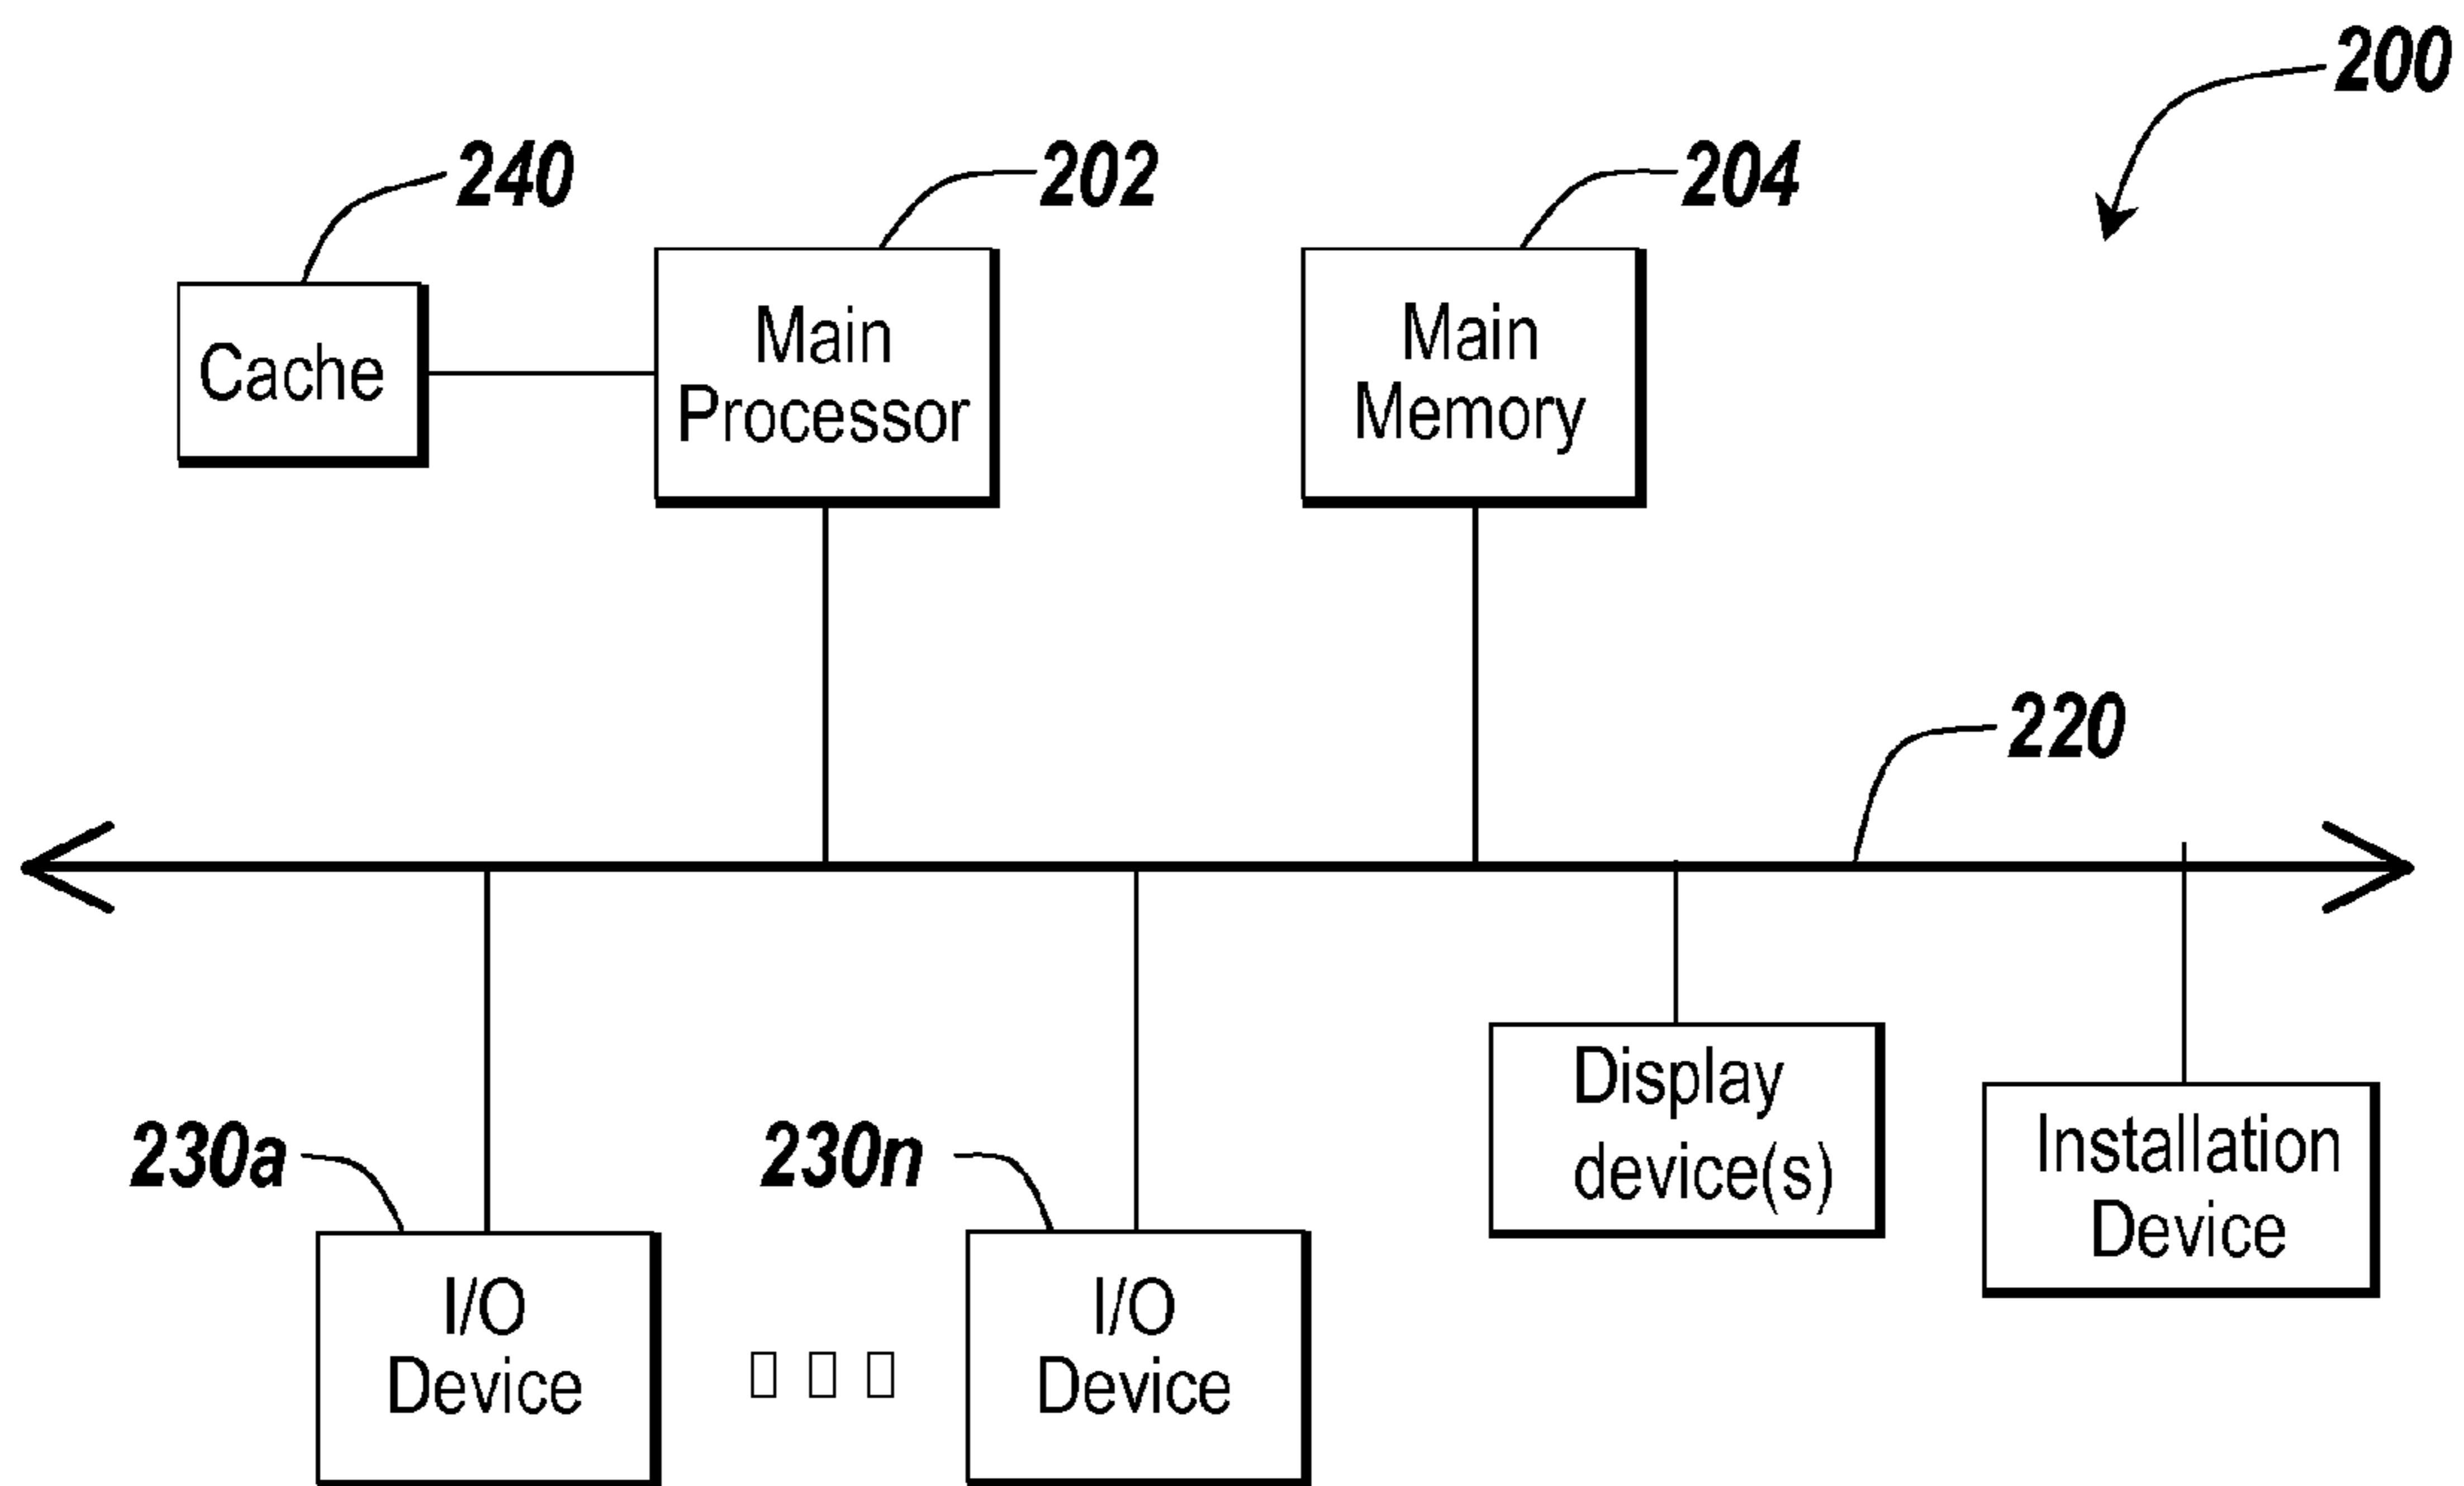 200
240
202
204
Cache
Main
Processor
Main
Memory
220
230a
230n
Display
device(s)
Installation
Device
I/O
Device
I/O
Device